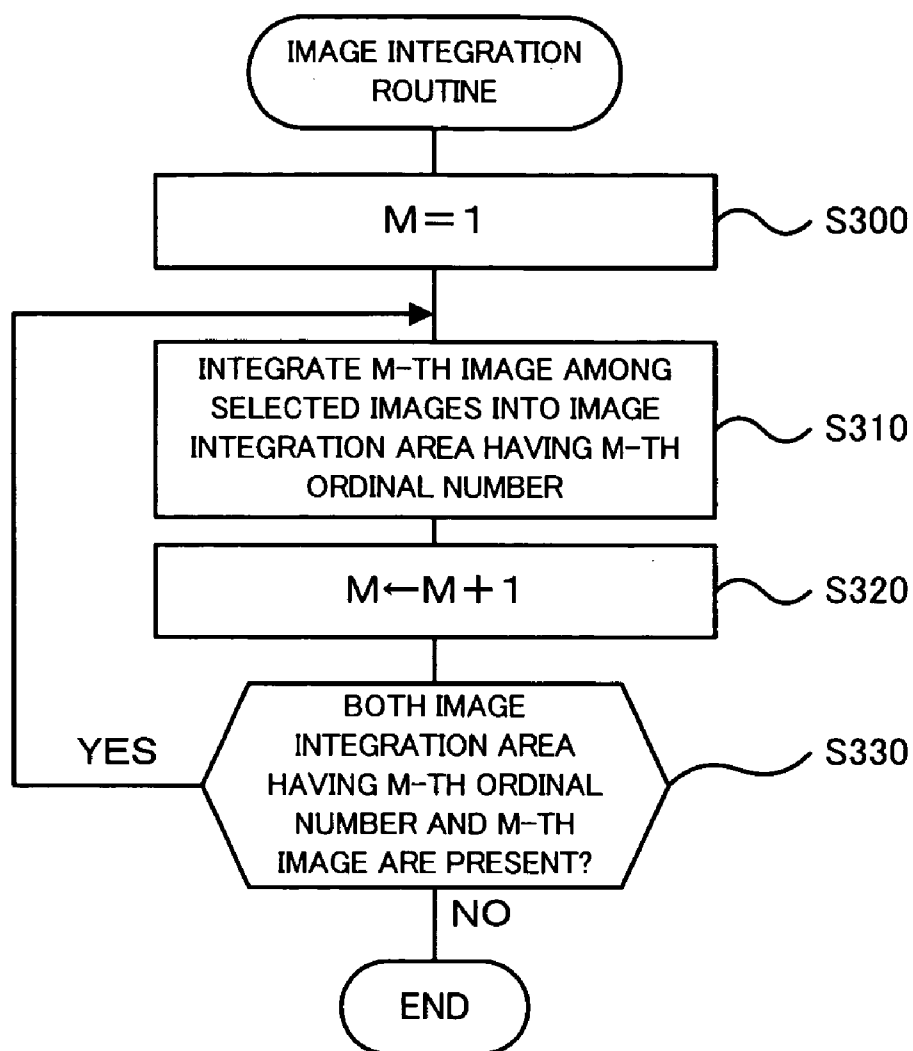 IMAGE INTEGRATION
ROUTINE
M=1
S300
INTEGRATE M-TH IMAGE AMONG
SELECTED IMAGES INTO IMAGE
INTEGRATION AREA HAVING M-TH
ORDINAL NUMBER
S310
M←M+1
S320
BOTH IMAGE
INTEGRATION AREA
HAVING M-TH ORDINAL
NUMBER AND M-TH
IMAGE ARE PRESENT?
YES
S330
NO
END